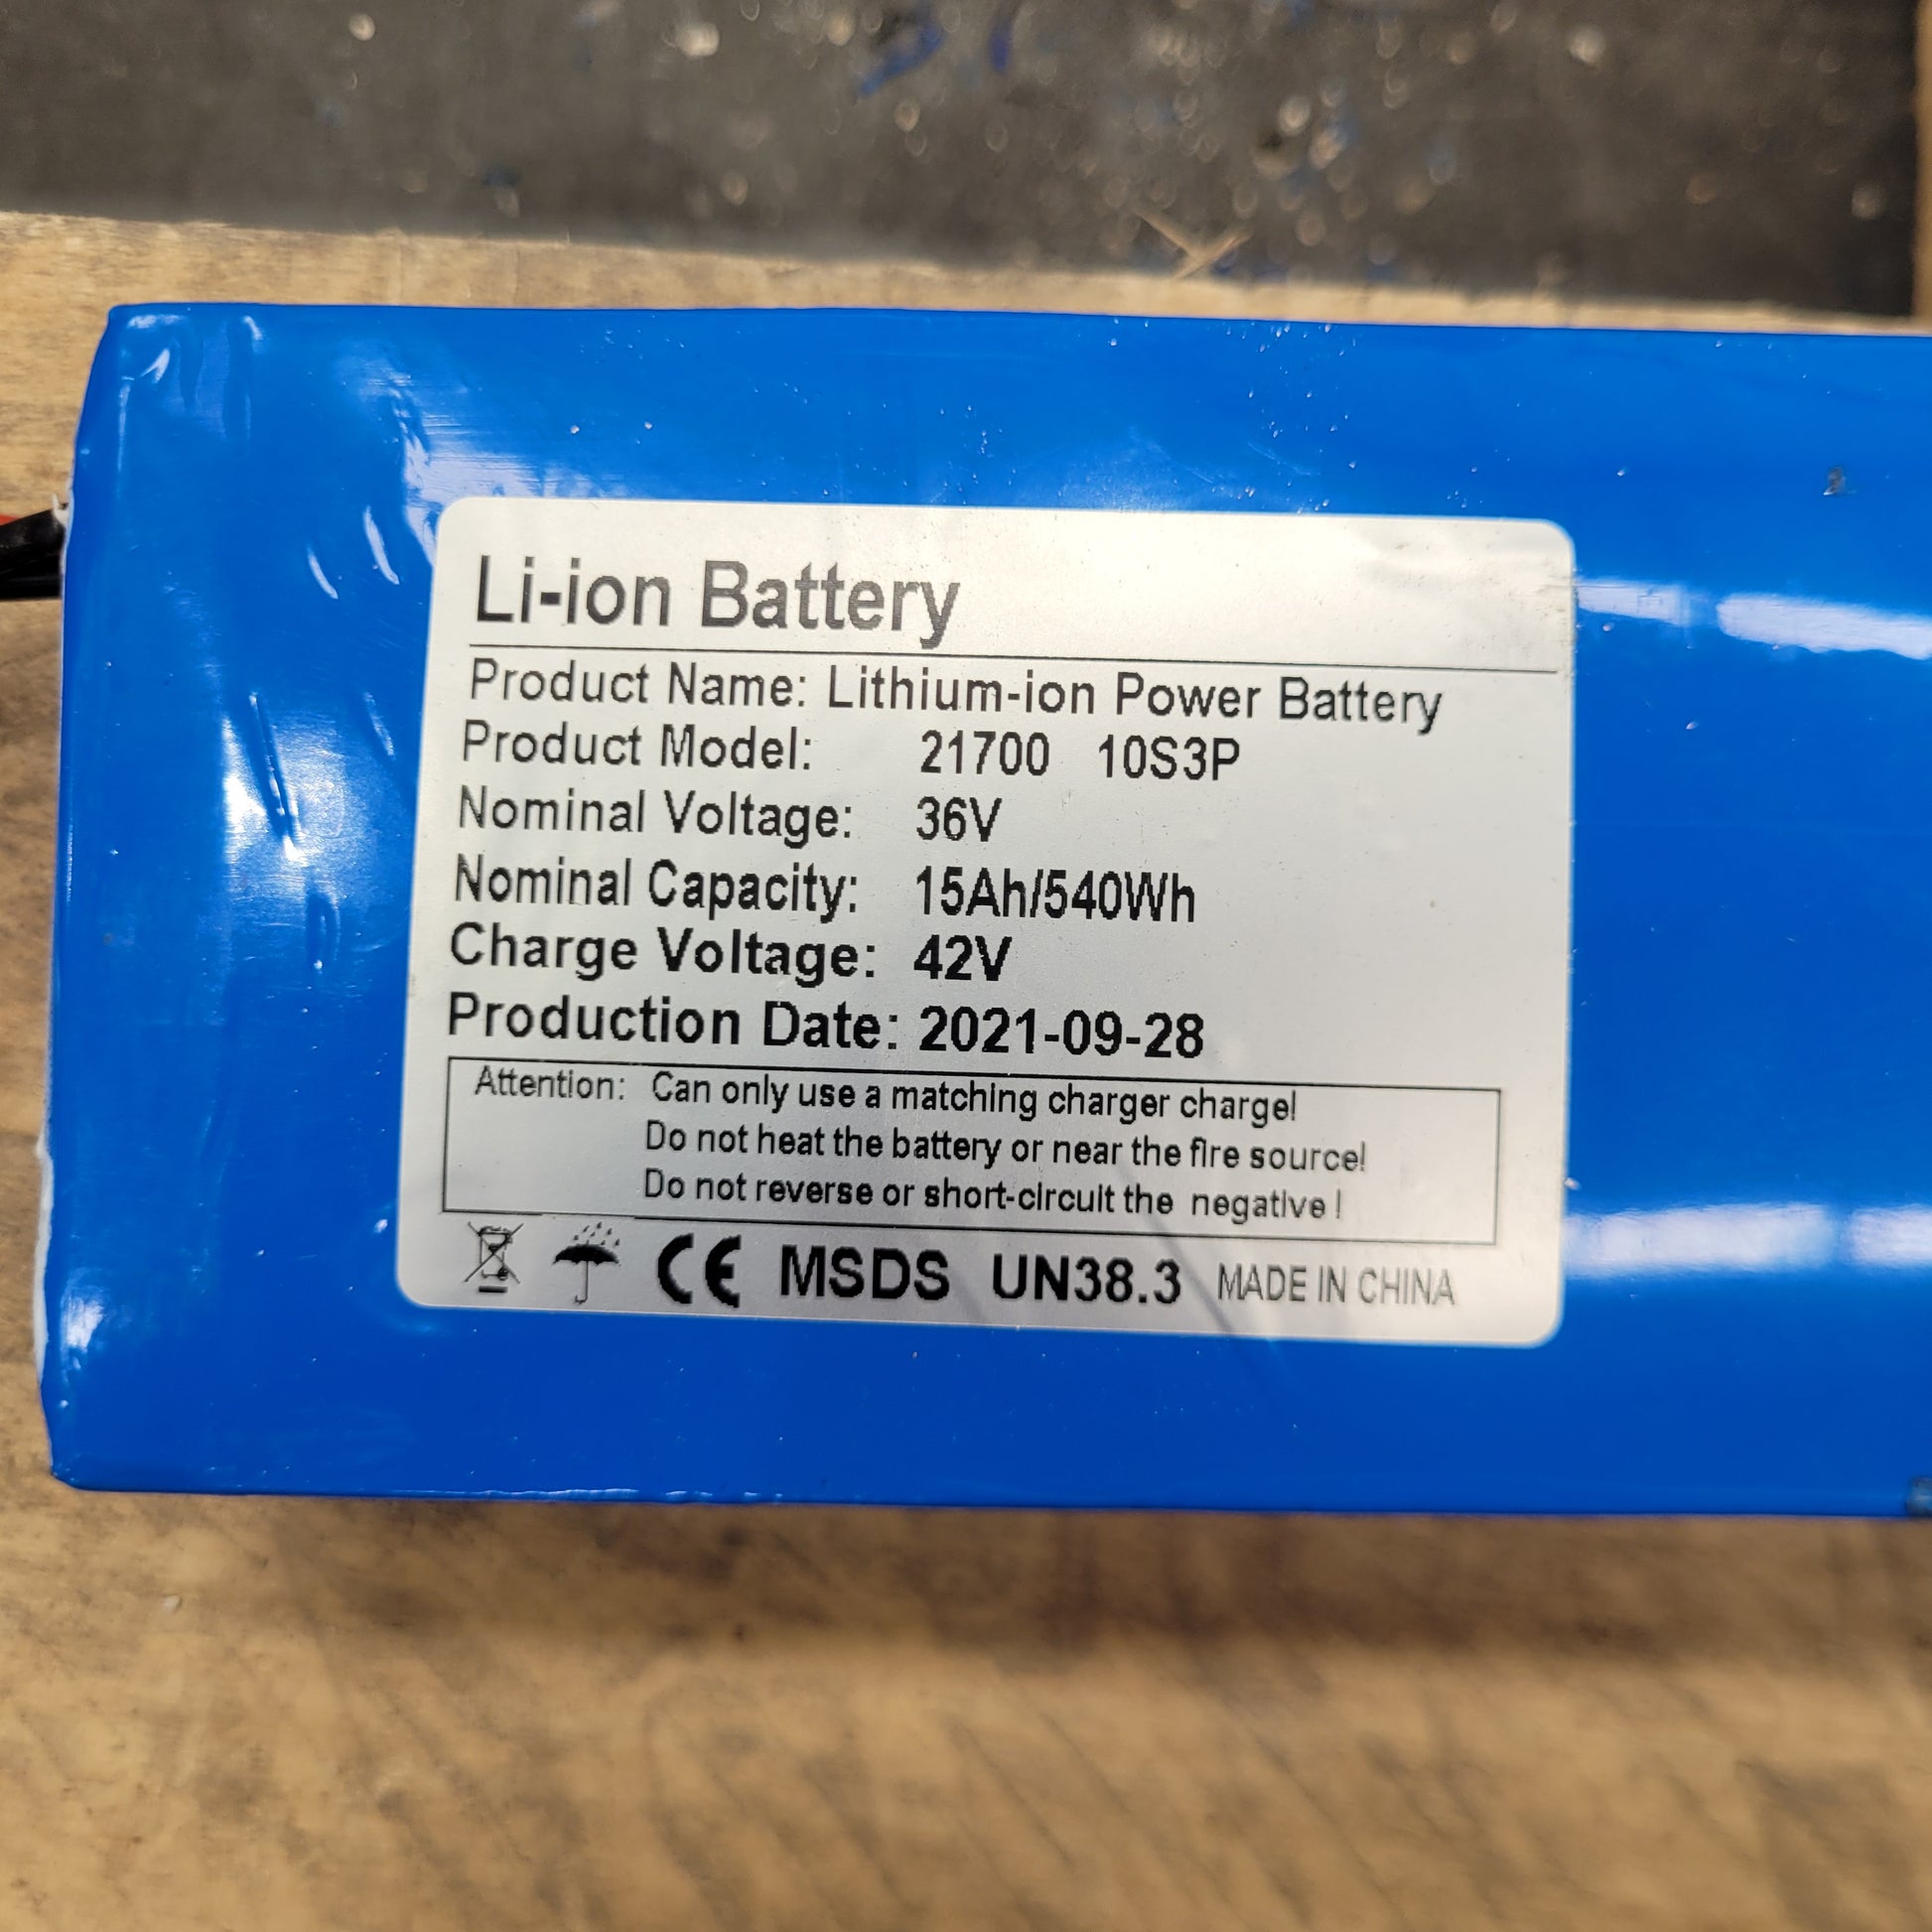 Li-ion Battery
Product Name: Lithium-ion Power Battery
Product Model: 21700 10S3P
Nominal Voltage: 36V
Nominal Capacity: 15Ah/540Wh
Charge Voltage: 42V
Production Date: 2021-09-28
Attention: Can only use a matching charger charge!
Do not heat the battery or near the fire source!
Do not reverse or short-circuit the negative !
CE MSDS UN38.3 MADE IN CHINA